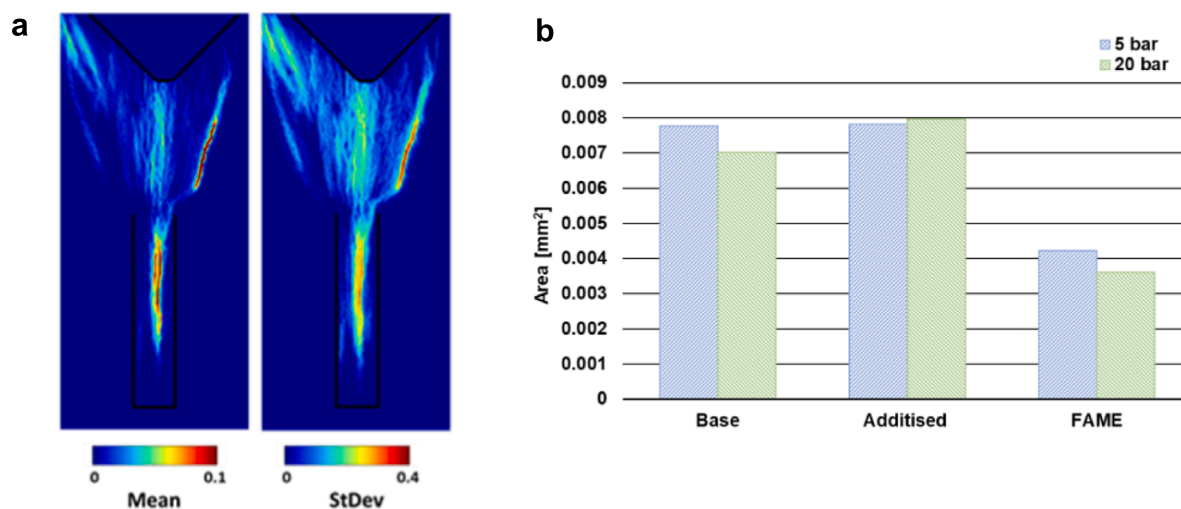 a
0 0.1
Mean
0 0.4
StDev
b
5 bar
20 bar
Area [mm²]
0.009
0.008
0.007
0.006
0.005
0.004
0.003
0.002
0.001
0
Base Additised FAME